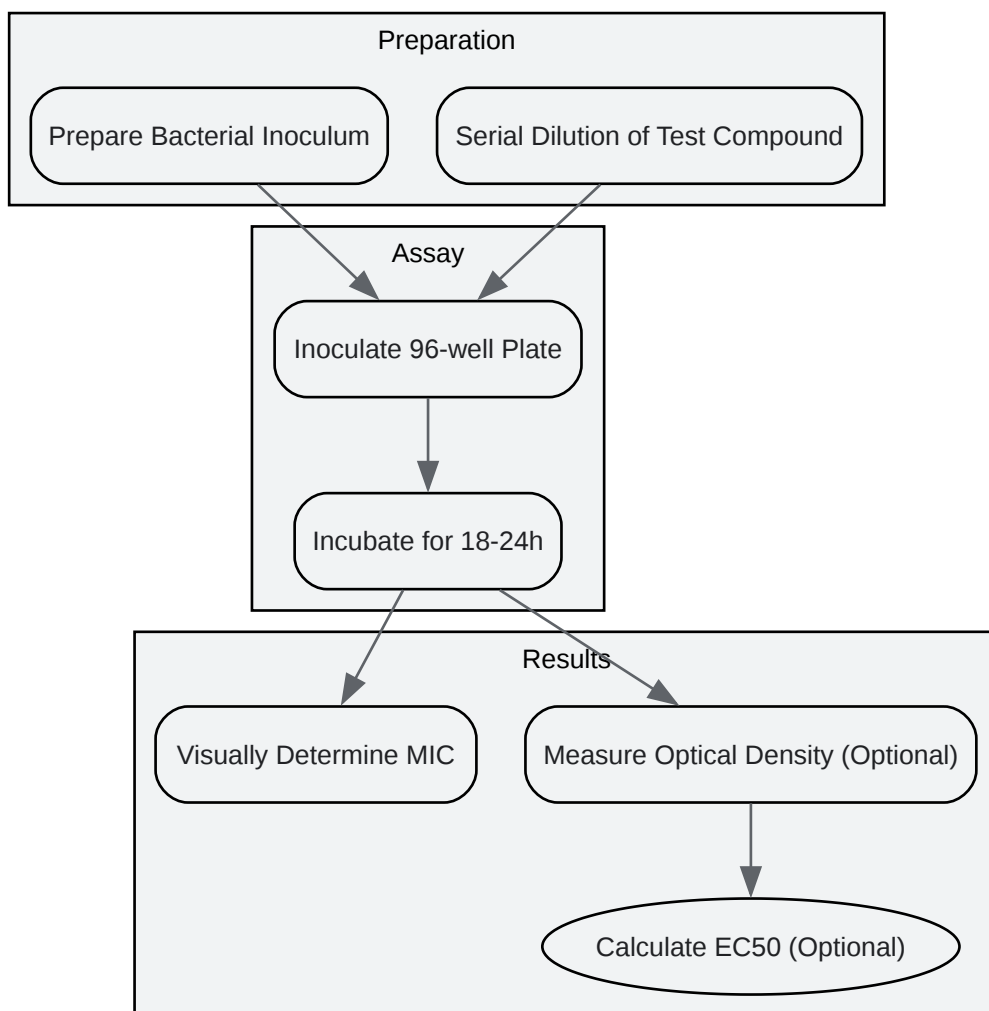 Preparation
Prepare Bacterial Inoculum
Serial Dilution of Test Compound
Assay
Inoculate 96-well Plate
Incubate for 18-24h
Results
Visually Determine MIC
Measure Optical Density (Optional)
Calculate EC50 (Optional)